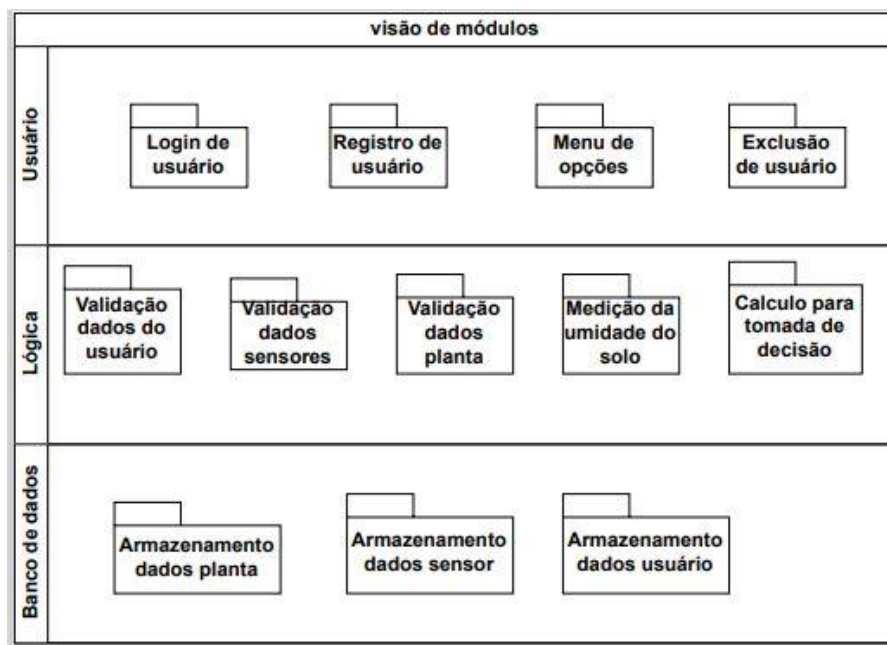 visão de módulos
Usuário
Login de
usuário
Registro de
usuário
Menu de
opções
Exclusão
de usuário
Lógica
Validação
dados do
usuário
Validação
dados
sensores
Validação
dados
planta
Medição da
umidade do
solo
Calculo para
tomada de
decisão
Banco de dados
Armazenamento
dados planta
Armazenamento
dados sensor
Armazenamento
dados usuário